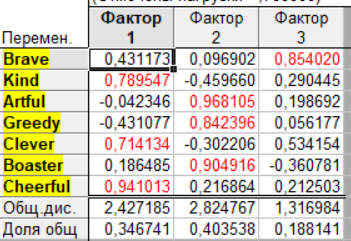 Фактор Фактор Фактор
Перемен. 1 2 3
Brave 0,431173 0,096902 0,854020
Kind 0,789547 -0,459660 0,290445
Artful -0,042346 0,968105 0,198692
Greedy -0,431077 0,842396 0,056177
Clever 0,714134 -0,302206 0,534154
Boaster 0,186485 0,904916 -0,360781
Cheerful 0,941013 0,216864 0,212503
Общ.дис. 2,427185 2,824767 1,316984
Доля общ 0,346741 0,403538 0,188141